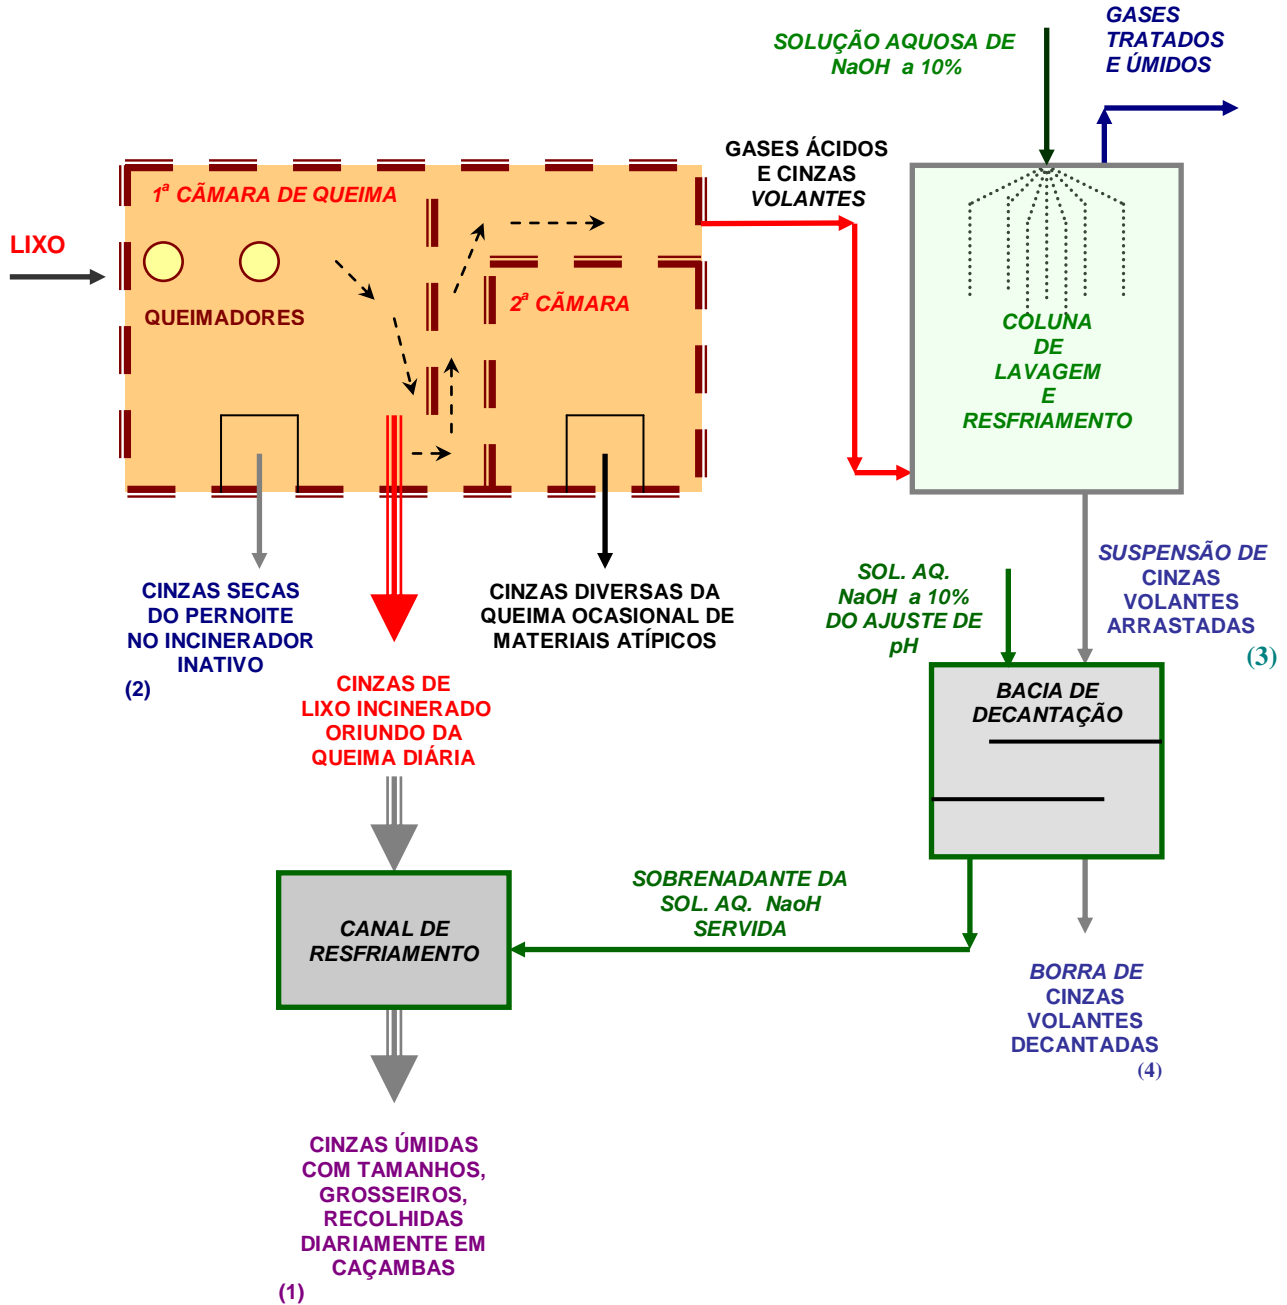 GASES
TRATADOS
E ÚMIDOS
SOLUÇÃO AQUOSA DE
NaOH a 10%
GASES ÁCIDOS
E CINZAS
VOLANTES
1ª CÃMARA DE QUEIMA
LIXO
QUEIMADORES
2ª CÃMARA
COLUNA
DE
LAVAGEM
E
RESFRIAMENTO
CINZAS SECAS
DO PERNOITE
NO INCINERADOR
INATIVO
(2)
CINZAS DIVERSAS DA
QUEIMA OCASIONAL DE
MATERIAIS ATÍPICOS
SOL. AQ.
NaOH a 10%
DO AJUSTE DE
pH
SUSPENSÃO DE
CINZAS
VOLANTES
ARRASTADAS
(3)
CINZAS DE
LIXO INCINERADO
ORIUNDO DA
QUEIMA DIÁRIA
BACIA DE
DECANTAÇÃO
CANAL DE
RESFRIAMENTO
SOBRENADANTE DA
SOL. AQ. NaoH
SERVIDA
BORRA DE
CINZAS
VOLANTES
DECANTADAS
(4)
CINZAS ÚMIDAS
COM TAMANHOS,
GROSSEIROS,
RECOLHIDAS
DIARIAMENTE EM
CAÇAMBAS
(1)